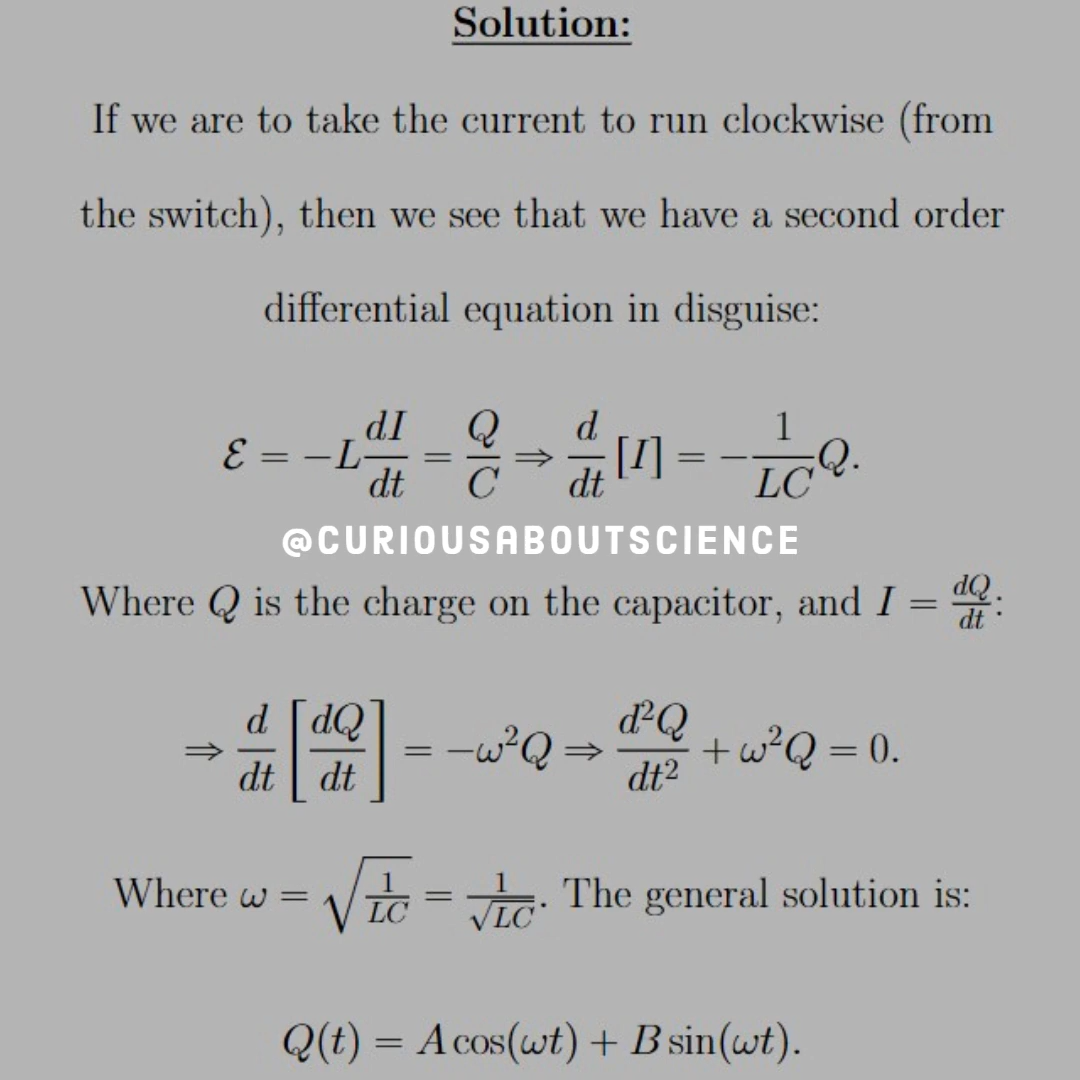 Solution:
If we are to take the current to run clockwise (from
the switch), then we see that we have a second order
differential equation in disguise:
ℰ = −L dI/dt = Q/C ⇒ d/dt [I] = − 1/LC Q.
@CURIOUSABOUTSCIENCE
Where Q is the charge on the capacitor, and I = dQ/dt:
⇒ d/dt [dQ/dt] = −ω²Q ⇒ d²Q/dt² + ω²Q = 0.
Where ω = √(1/LC) = 1/√LC. The general solution is:
Q(t) = A cos(ωt) + B sin(ωt).